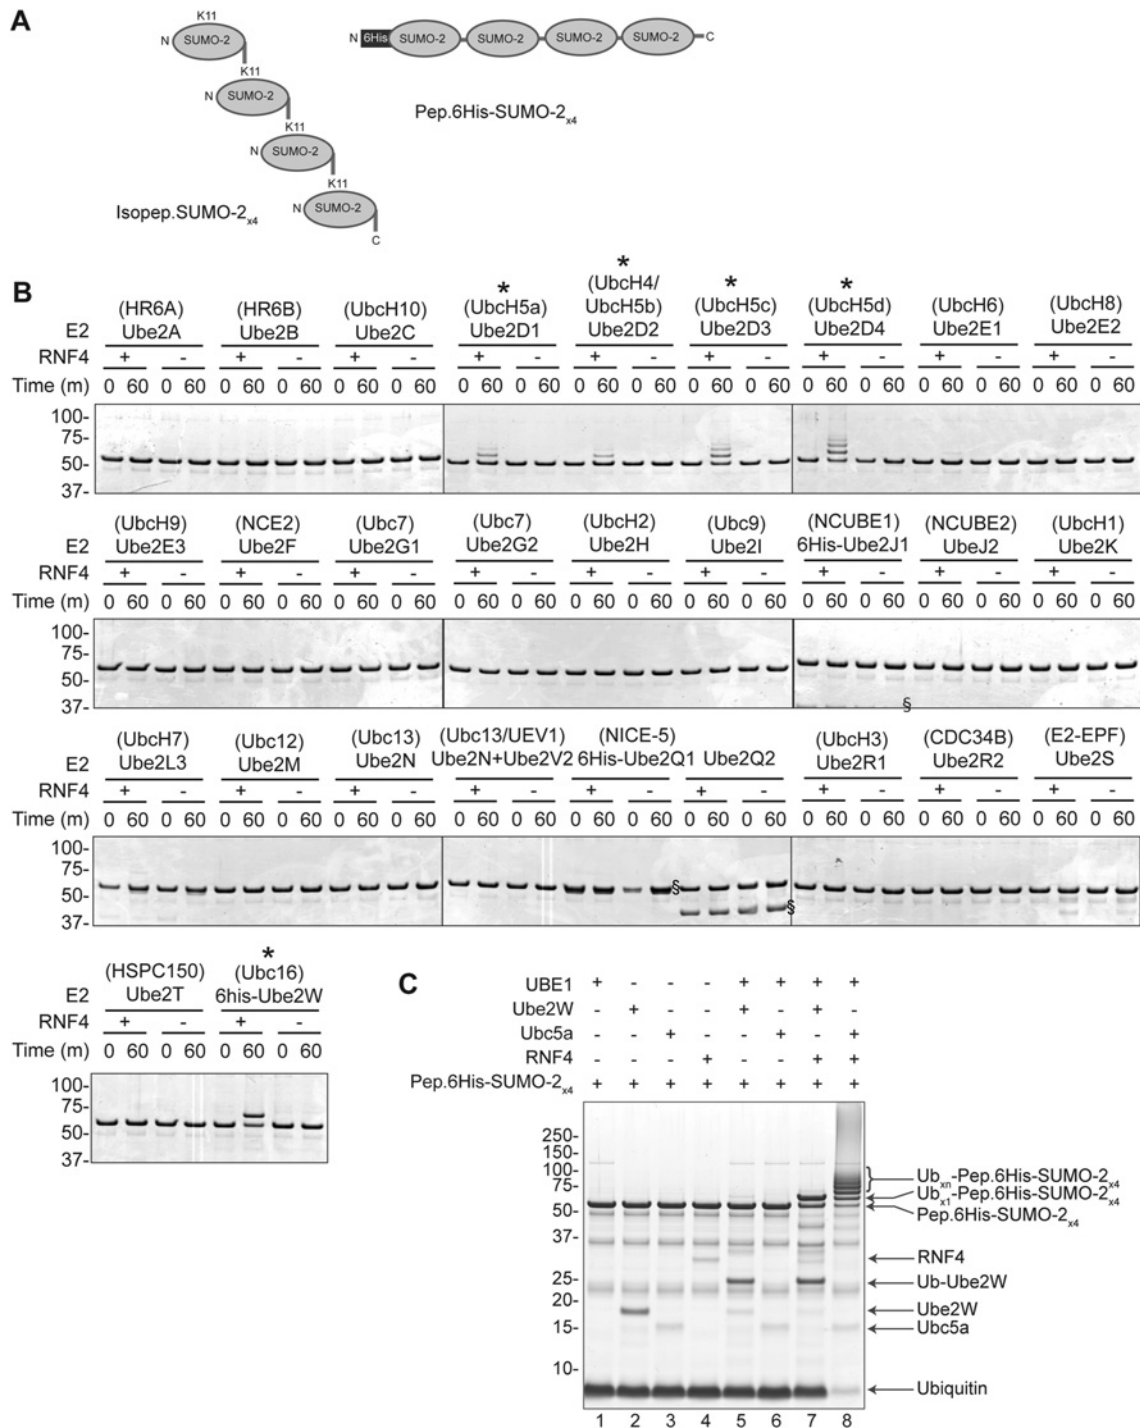 A
K11
N SUMO-2
K11
N SUMO-2
K11
N SUMO-2
K11
N SUMO-2
C
Isopep.SUMO-2x4
N 6His SUMO-2 SUMO-2 SUMO-2 SUMO-2 C
Pep.6His-SUMO-2x4
B
* * * *
(HR6A) (HR6B) (UbcH10) (UbcH5a) (UbcH4/ UbcH5b) (UbcH5c) (UbcH5d) (UbcH6) (UbcH8)
E2 Ube2A Ube2B Ube2C Ube2D1 Ube2D2 Ube2D3 Ube2D4 Ube2E1 Ube2E2
RNF4 + - + - + - + - + - + - + - + - + -
Time (m) 0 60 0 60 0 60 0 60 0 60 0 60 0 60 0 60 0 60 0 60 0 60 0 60 0 60 0 60 0 60 0 60 0 60 0 60
100-
75-
50-
37-
(UbcH9) (NCE2) (Ubc7) (Ubc7) (UbcH2) (Ubc9) (NCUBE1) (NCUBE2) (UbcH1)
E2 Ube2E3 Ube2F Ube2G1 Ube2G2 Ube2H Ube2I 6His-Ube2J1 UbeJ2 Ube2K
RNF4 + - + - + - + - + - + - + - + - + -
Time (m) 0 60 0 60 0 60 0 60 0 60 0 60 0 60 0 60 0 60 0 60 0 60 0 60 0 60 0 60 0 60 0 60 0 60 0 60
100-
75-
50-
37-
§
(UbcH7) (Ubc12) (Ubc13) (Ubc13/UEV1) (NICE-5) (UbcH3) (CDC34B) (E2-EPF)
E2 Ube2L3 Ube2M Ube2N Ube2N+Ube2V2 6His-Ube2Q1 Ube2Q2 Ube2R1 Ube2R2 Ube2S
RNF4 + - + - + - + - + - + - + - + - + -
Time (m) 0 60 0 60 0 60 0 60 0 60 0 60 0 60 0 60 0 60 0 60 0 60 0 60 0 60 0 60 0 60 0 60 0 60 0 60
100-
75-
50-
37-
§
§
*
(HSPC150) (Ubc16)
E2 Ube2T 6his-Ube2W
RNF4 + - + -
Time (m) 0 60 0 60 0 60 0 60
100-
75-
50-
37-
C
UBE1 + - - - + + + +
Ube2W - + - - + - + -
Ubc5a - - + - - + - +
RNF4 - - - + - - + +
Pep.6His-SUMO-2x4 + + + + + + + +
250-
150-
100-
75-
50-
37-
25-
20-
15-
10-
Ubxn-Pep.6His-SUMO-2x4
Ubx1-Pep.6His-SUMO-2x4
Pep.6His-SUMO-2x4
RNF4
Ub-Ube2W
Ube2W
Ubc5a
Ubiquitin
1 2 3 4 5 6 7 8